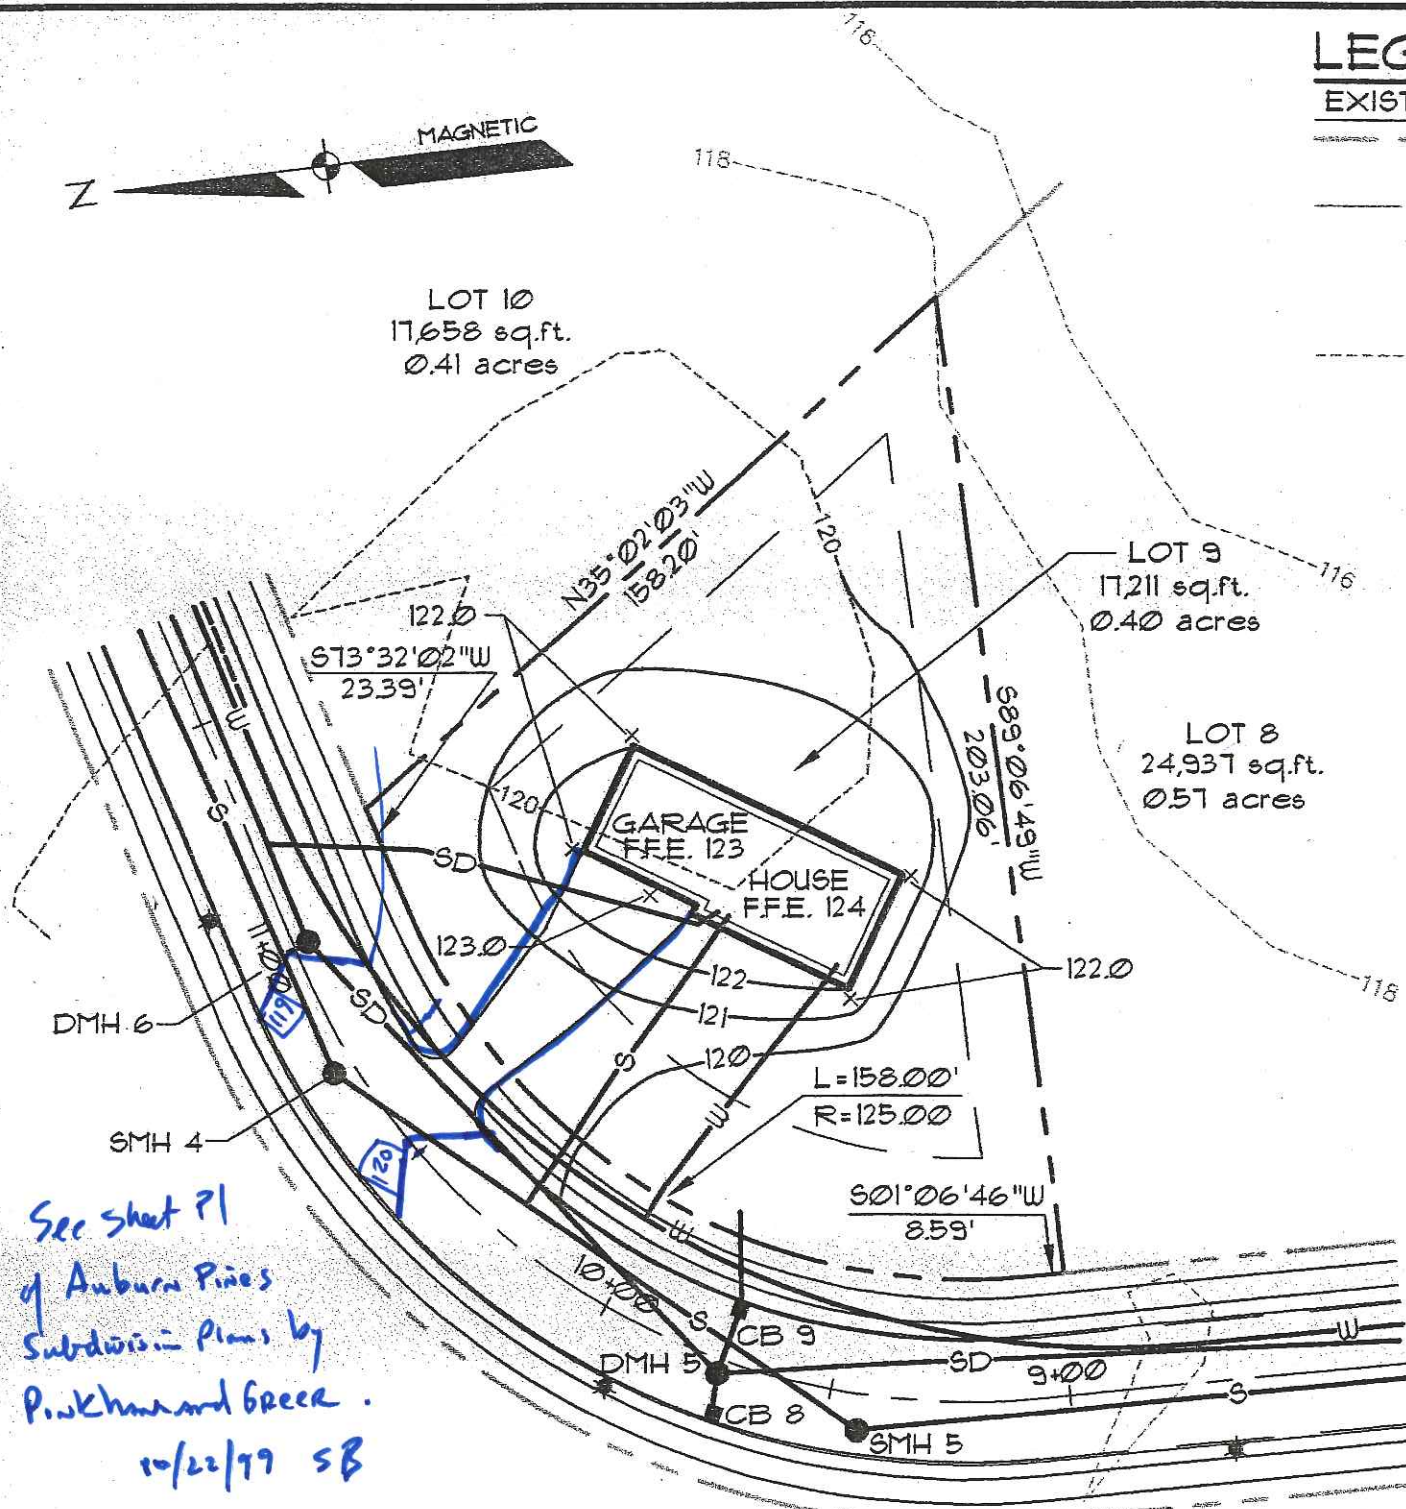 116
LEG
EXIST
MAGNETIC
Z
118
LOT 10
17,658 sq.ft.
0.41 acres
N35°02'03"W
158.20'
120
LOT 9
17,211 sq.ft.
0.40 acres
116
122.0
S73°32'02"W
23.39'
S89°06'49"W
203.06'
LOT 8
24,937 sq.ft.
0.57 acres
W
S
120
SD
GARAGE
F.F.E. 123
HOUSE
F.F.E. 124
123.0
122
122.0
118
11+00
SD
119
DMH 6
121
120
S
W
L=158.00'
R=125.00
SMH 4
120
S01°06'46"W
8.59'
See sheet P1
of Auburn Pines
Subdivision Plans by
Pinkham and Greer.
10/22/99 SB
W
10+00
S
CB 9
DMH 5
SD
9+00
W
S
CB 8
SMH 5